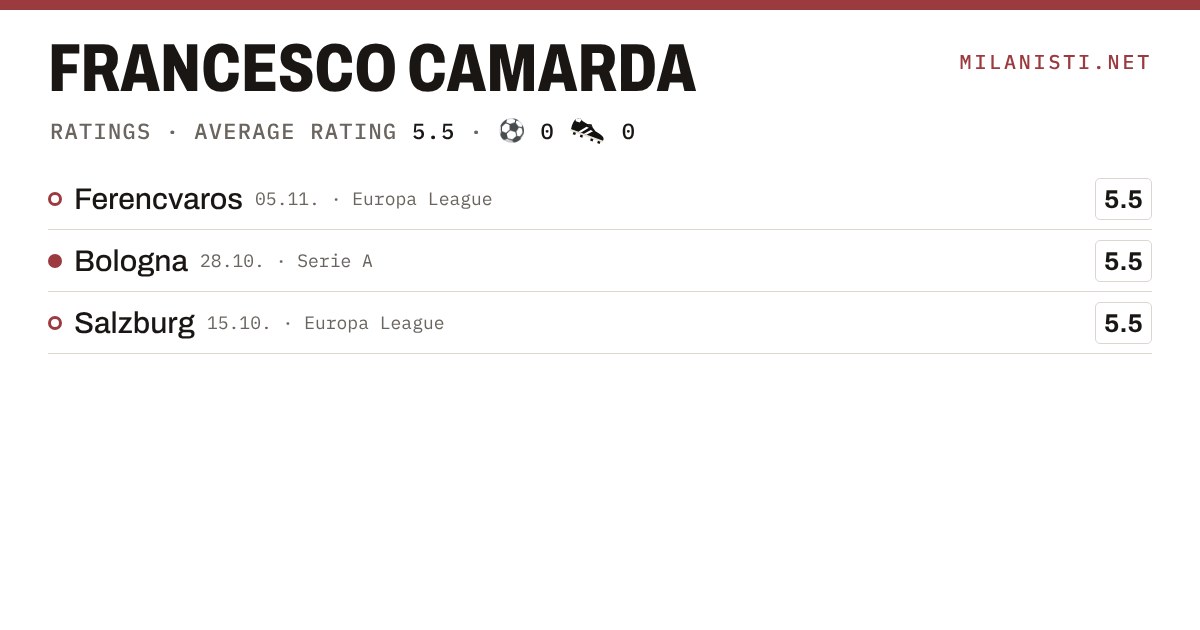 FRANCESCO CAMARDA
MILANISTI.NET
RATINGS · AVERAGE RATING 5.5 · ⚽ 0 👟 0
Ferencvaros 05.11. · Europa League 5.5
Bologna 28.10. · Serie A 5.5
Salzburg 15.10. · Europa League 5.5